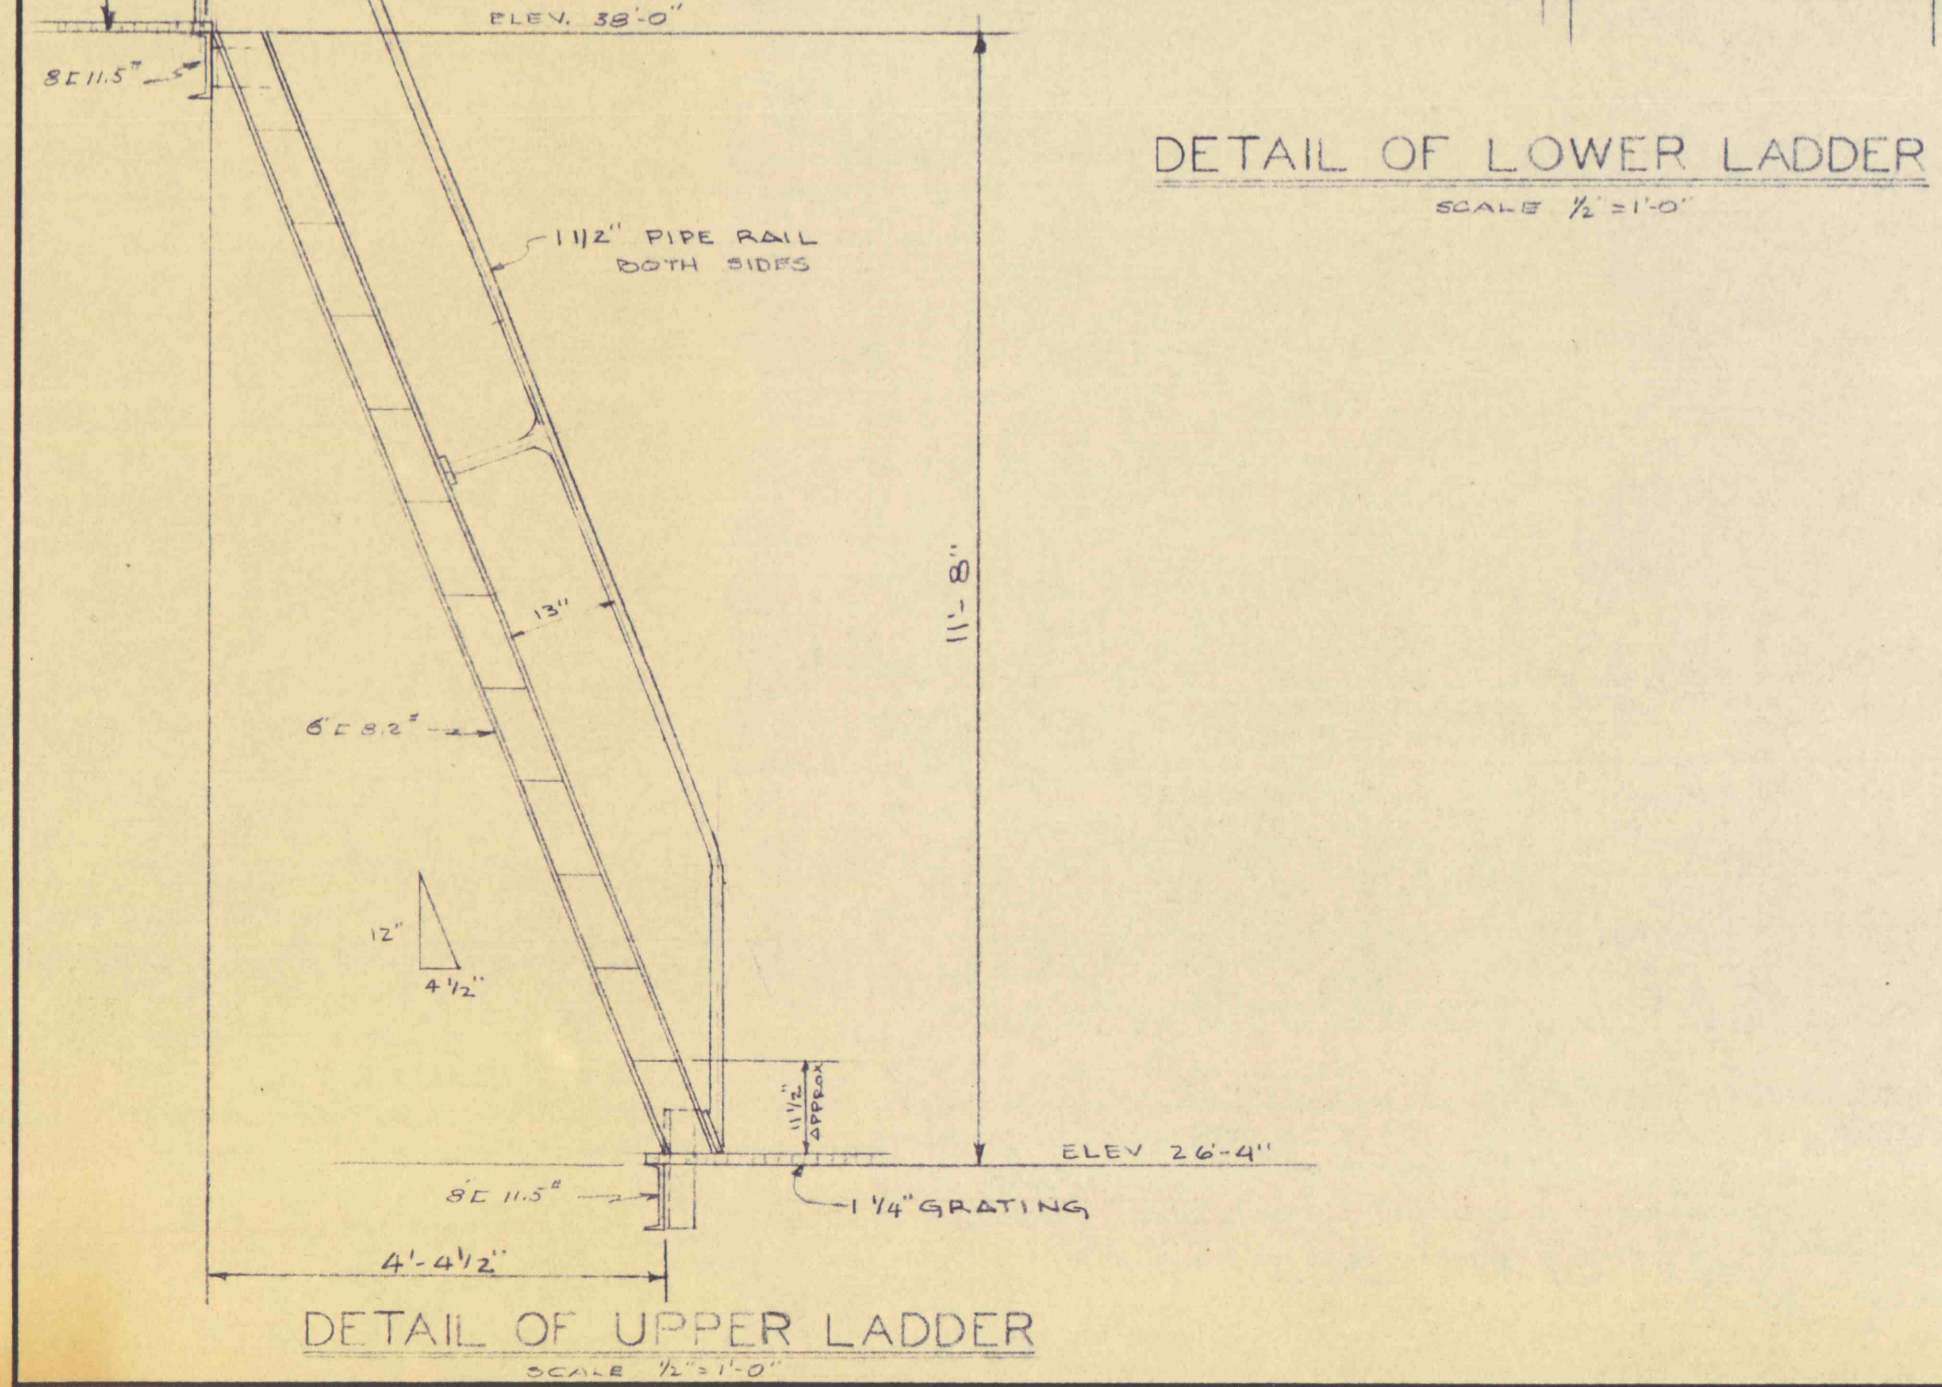 ELEV. 38'-0"
8 [ 11.5#
DETAIL OF LOWER LADDER
SCALE 1/2" = 1'-0"
1 1/2" PIPE RAIL
BOTH SIDES
11'-8"
13"
6 [ 8.2#
12"
4 1/2"
11 1/2"
APPROX
ELEV 26'-4"
8 [ 11.5#
1 1/4" GRATING
4'-4 1/2"
DETAIL OF UPPER LADDER
SCALE 1/2" = 1'-0"